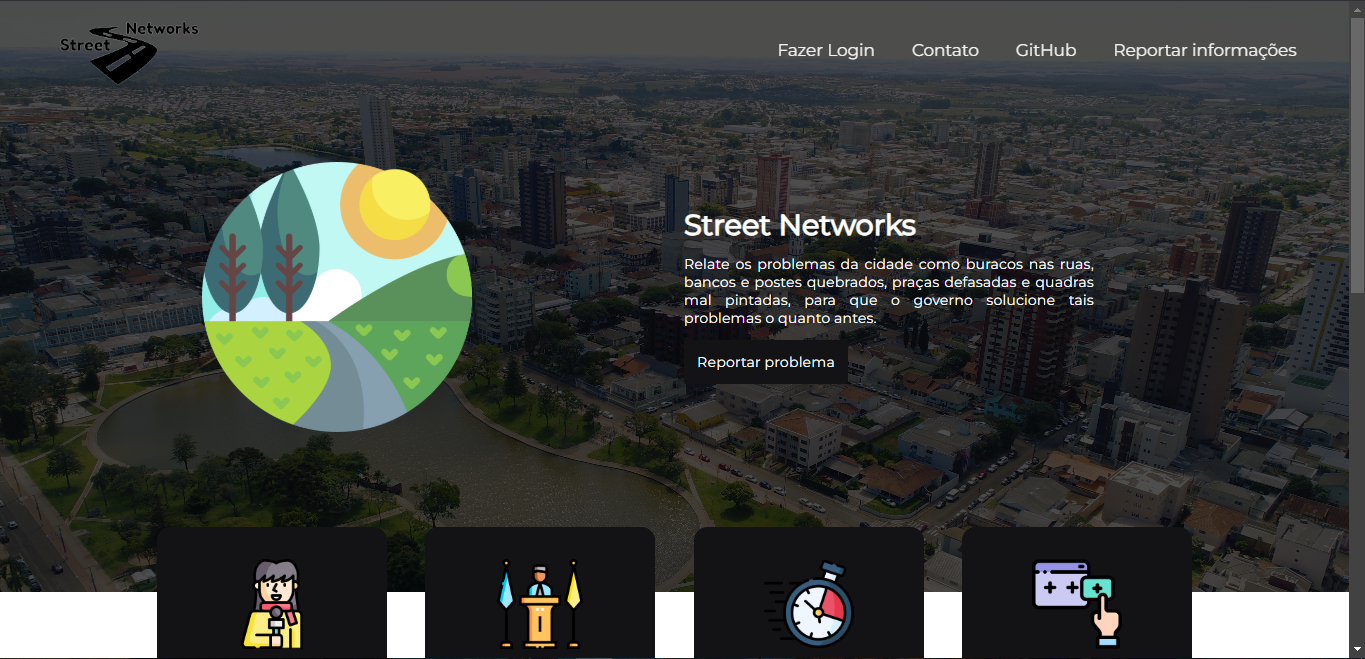 Networks
Street
Fazer Login
Contato
GitHub
Reportar informações
Street Networks
Relate os problemas da cidade como buracos nas ruas,
bancos e postes quebrados, praças defasadas e quadras
mal pintadas, para que o governo solucione tais
problemas o quanto antes.
Reportar problema